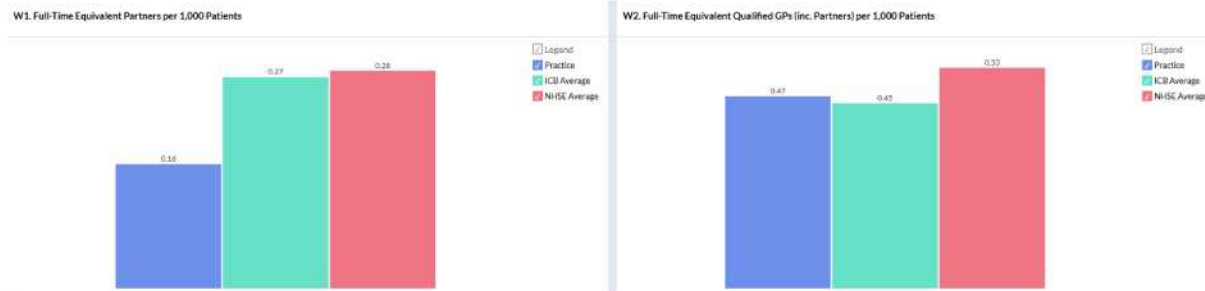 W1. Full-Time Equivalent Partners per 1,000 Patients
0.16
0.27
0.28
Legend
Practice
ICB Average
NHSE Average
W2. Full-Time Equivalent Qualified GPs (inc. Partners) per 1,000 Patients
0.47
0.45
0.53
Legend
Practice
ICB Average
NHSE Average